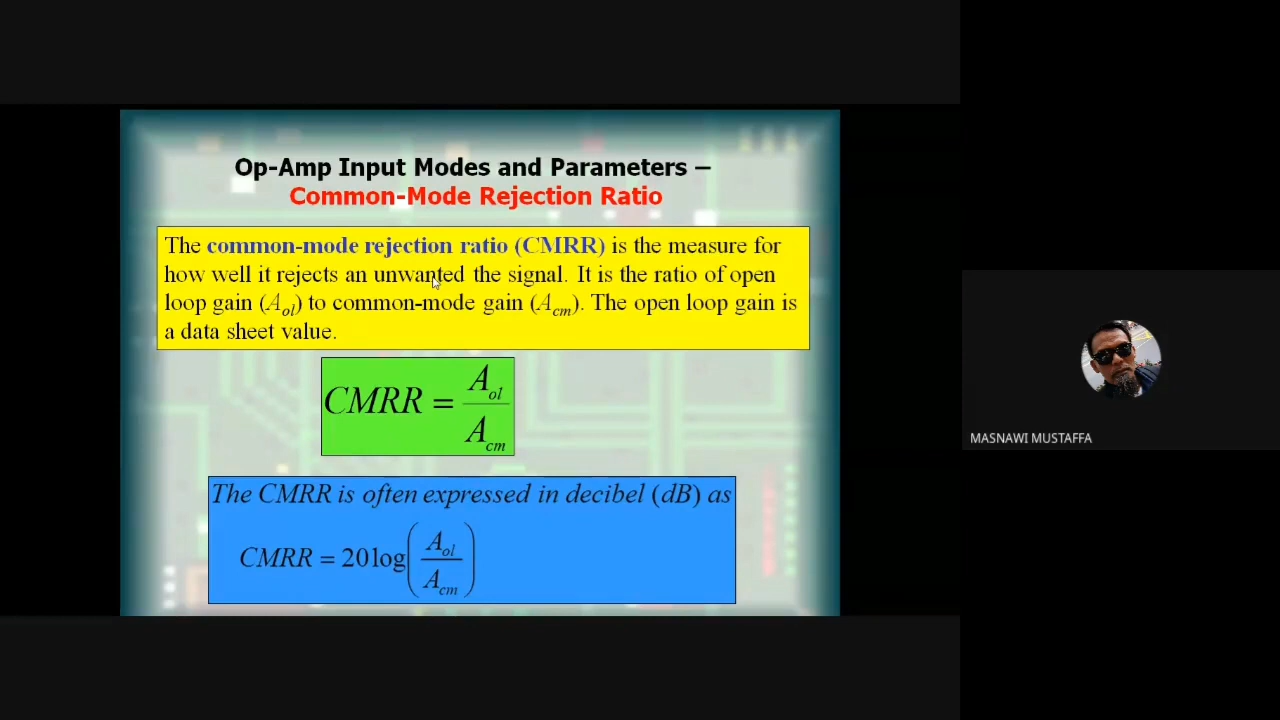 Op-Amp Input Modes and Parameters –
Common-Mode Rejection Ratio
The common-mode rejection ratio (CMRR) is the measure for
how well it rejects an unwanted the signal. It is the ratio of open
loop gain (Aol) to common-mode gain (Acm). The open loop gain is
a data sheet value.
CMRR = Aol / Acm
The CMRR is often expressed in decibel (dB) as
CMRR = 20log(Aol / Acm)
MASNAWI MUSTAFFA